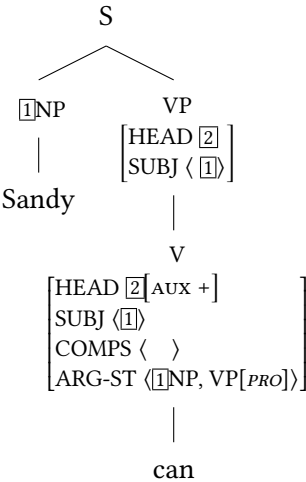 S
1NP VP
[HEAD 2
SUBJ ⟨ 1⟩]
Sandy
V
[HEAD 2[AUX +]
SUBJ ⟨1⟩
COMPS ⟨ ⟩
ARG-ST ⟨1NP, VP[PRO]⟩]
can